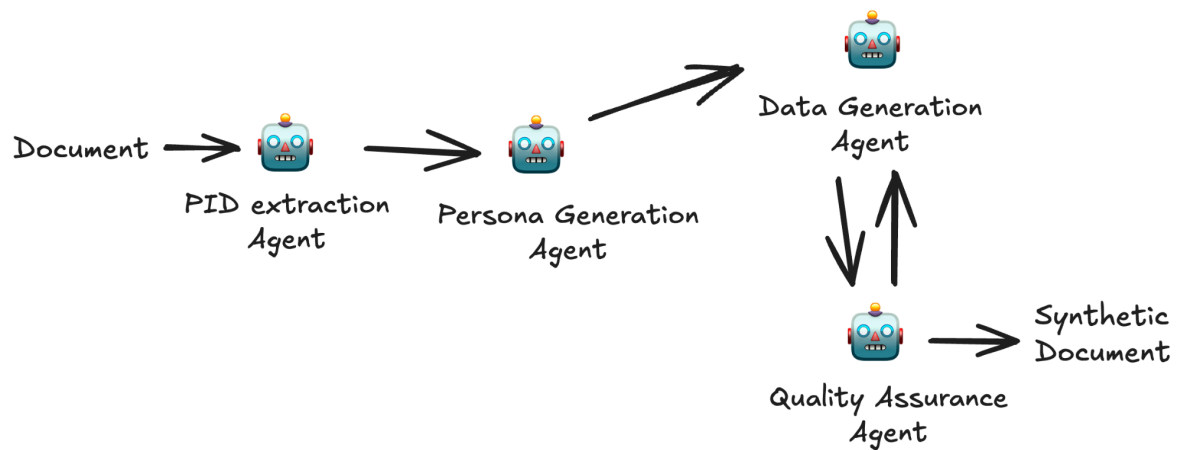 Document
PID extraction
Agent
Persona Generation
Agent
Data Generation
Agent
Quality Assurance
Agent
Synthetic
Document